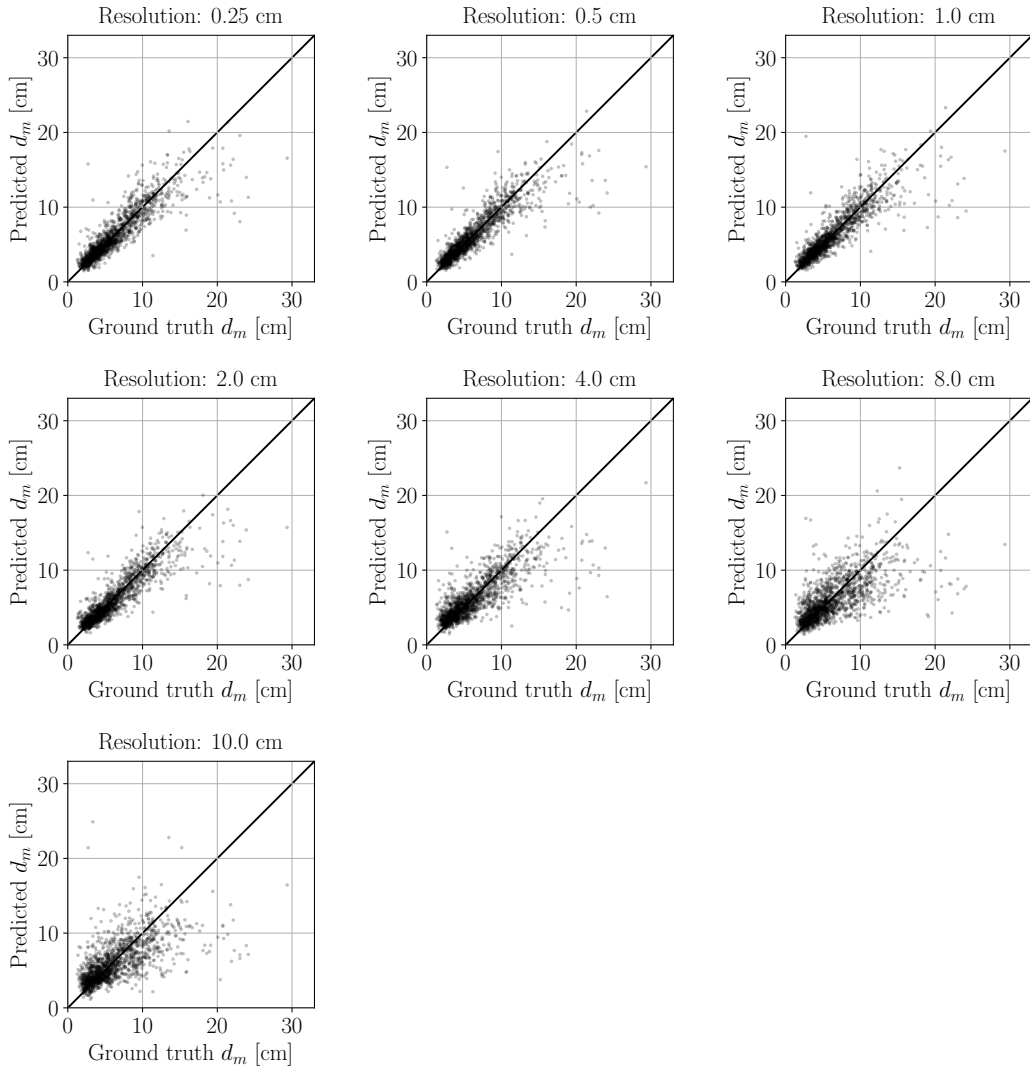 Resolution: 0.25 cm
Predicted d_m [cm]
30
20
10
0
0 10 20 30
Ground truth d_m [cm]
Resolution: 0.5 cm
Predicted d_m [cm]
30
20
10
0
0 10 20 30
Ground truth d_m [cm]
Resolution: 1.0 cm
Predicted d_m [cm]
30
20
10
0
0 10 20 30
Ground truth d_m [cm]
Resolution: 2.0 cm
Predicted d_m [cm]
30
20
10
0
0 10 20 30
Ground truth d_m [cm]
Resolution: 4.0 cm
Predicted d_m [cm]
30
20
10
0
0 10 20 30
Ground truth d_m [cm]
Resolution: 8.0 cm
Predicted d_m [cm]
30
20
10
0
0 10 20 30
Ground truth d_m [cm]
Resolution: 10.0 cm
Predicted d_m [cm]
30
20
10
0
0 10 20 30
Ground truth d_m [cm]